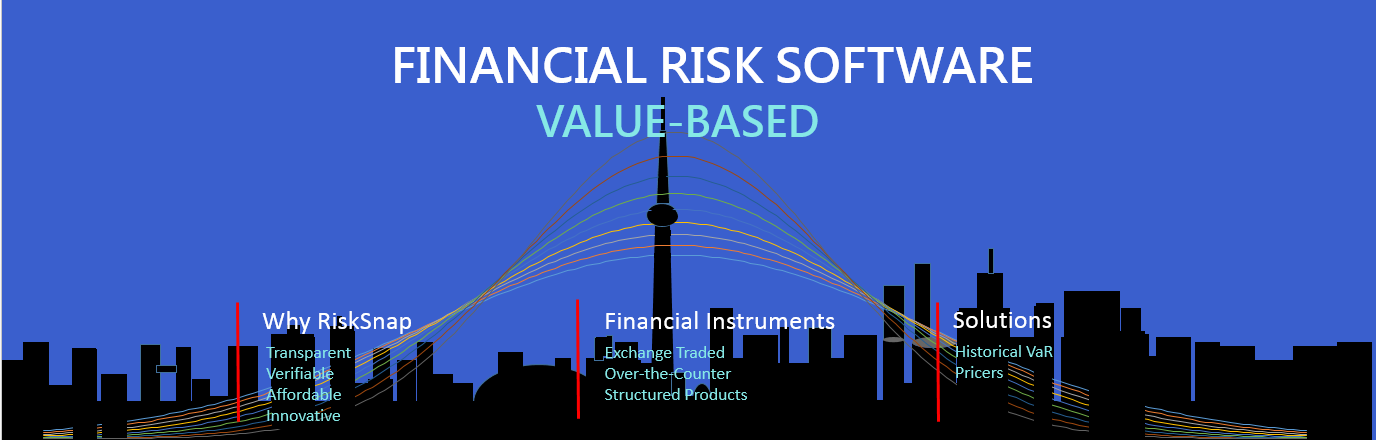 FINANCIAL RISK SOFTWARE
VALUE-BASED
Why RiskSnap
Transparent
Verifiable
Affordable
Innovative
Financial Instruments
Exchange Traded
Over-the-Counter
Structured Products
Solutions
Historical VaR
Pricers